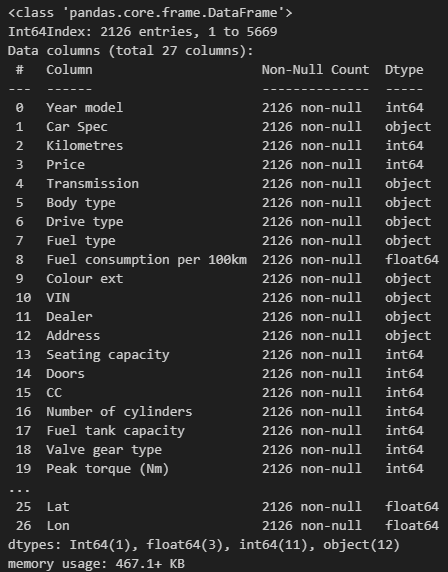 <class 'pandas.core.frame.DataFrame'>
Int64Index: 2126 entries, 1 to 5669
Data columns (total 27 columns):
 #   Column                     Non-Null Count  Dtype
---  ------                     --------------  -----
 0   Year model                 2126 non-null   int64
 1   Car Spec                   2126 non-null   object
 2   Kilometres                 2126 non-null   int64
 3   Price                      2126 non-null   int64
 4   Transmission               2126 non-null   object
 5   Body type                  2126 non-null   object
 6   Drive type                 2126 non-null   object
 7   Fuel type                  2126 non-null   object
 8   Fuel consumption per 100km 2126 non-null   float64
 9   Colour ext                 2126 non-null   object
 10  VIN                        2126 non-null   object
 11  Dealer                     2126 non-null   object
 12  Address                    2126 non-null   object
 13  Seating capacity           2126 non-null   int64
 14  Doors                      2126 non-null   int64
 15  CC                         2126 non-null   int64
 16  Number of cylinders        2126 non-null   int64
 17  Fuel tank capacity         2126 non-null   int64
 18  Valve gear type            2126 non-null   int64
 19  Peak torque (Nm)           2126 non-null   int64
...
 25  Lat                        2126 non-null   float64
 26  Lon                        2126 non-null   float64
dtypes: Int64(1), float64(3), int64(11), object(12)
memory usage: 467.1+ KB